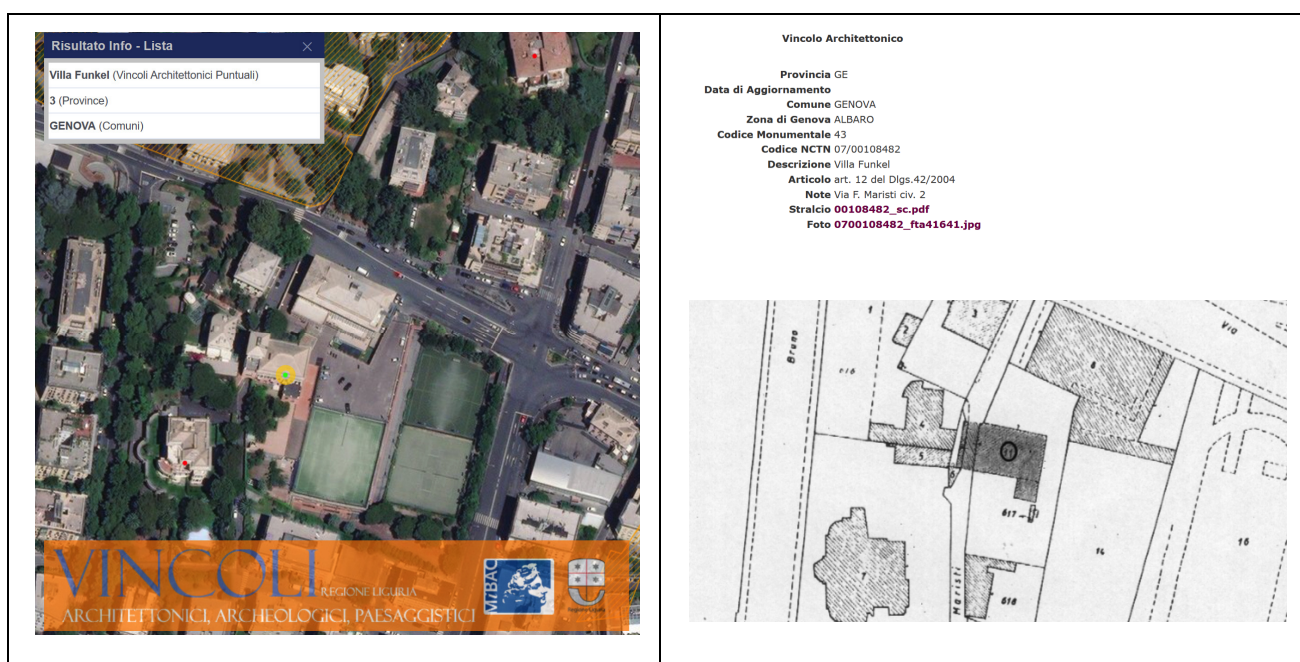 Risultato Info - Lista
Villa Funkel (Vincoli Architettonici Puntuali)
3 (Province)
GENOVA (Comuni)
VINCOLI REGIONE LIGURIA
ARCHITETTONICI, ARCHEOLOGICI, PAESAGGISTICI
MiBAC
Vincolo Architettonico
Provincia GE
Data di Aggiornamento
Comune GENOVA
Zona di Genova ALBARO
Codice Monumentale 43
Codice NCTN 07/00108482
Descrizione Villa Funkel
Articolo art. 12 del Dlgs.42/2004
Note Via F. Maristi civ. 2
Stralcio 00108482_sc.pdf
Foto 0700108482_fta41641.jpg
1
2
3
Via
Bruno
4
5
11
617
14
16
7
Maristi
618